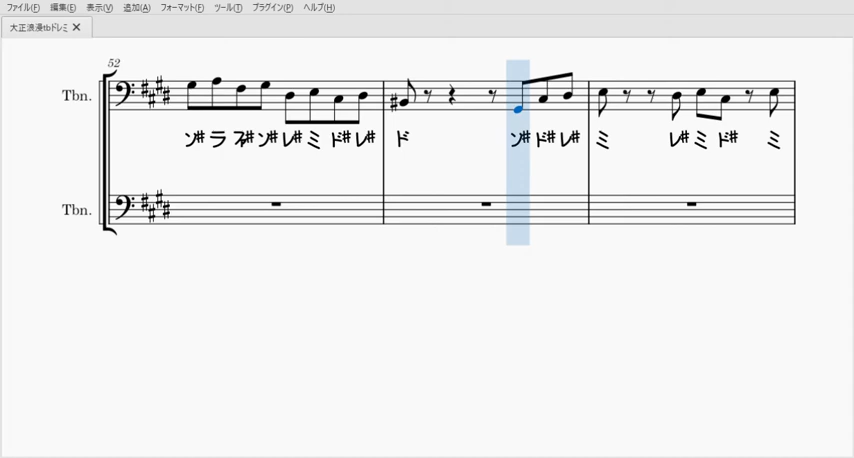 ファイル(F) 編集(E) 表示(V) 追加(A) フォーマット(F) ツール(T) プラグイン(P) ヘルプ(H)
大正浪漫tbドレミ
52
Tbn.
ソ# ラ ファ# ソ# レ# ミ ド# レ# ド ソ# ド# レ# ミ レ# ミ ド# ミ
Tbn.